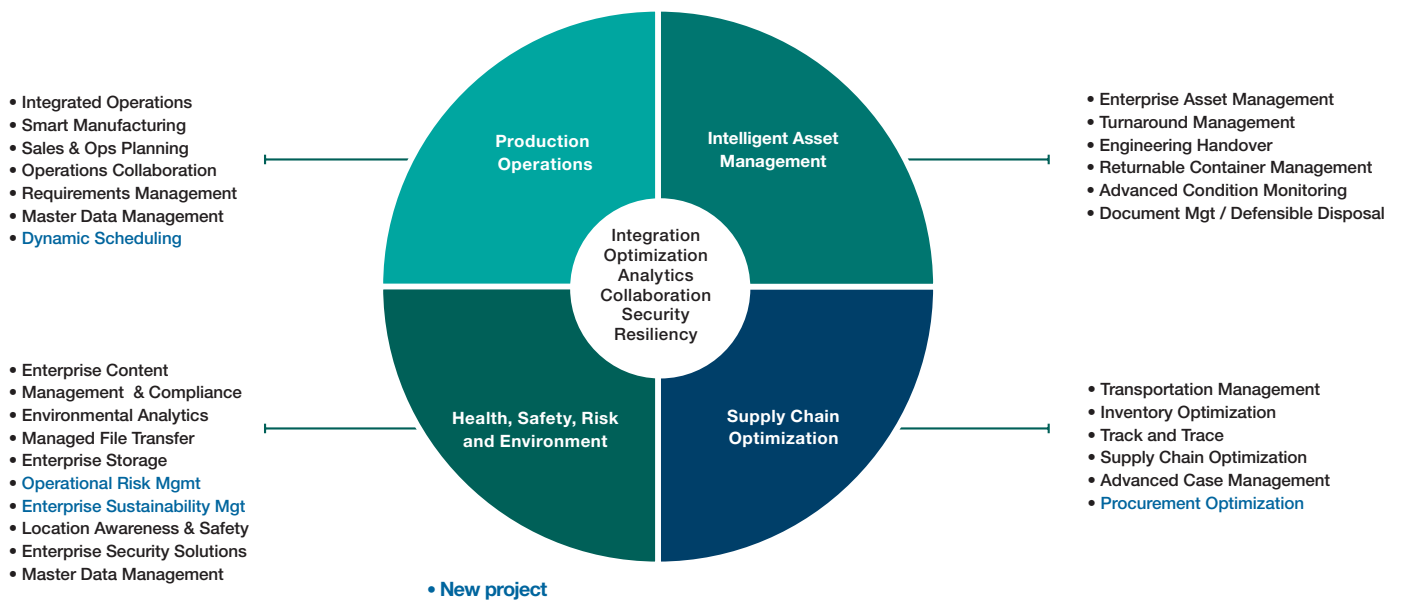 • Integrated Operations
• Smart Manufacturing
• Sales & Ops Planning
• Operations Collaboration
• Requirements Management
• Master Data Management
• Dynamic Scheduling
Production
Operations
Intelligent Asset
Management
• Enterprise Asset Management
• Turnaround Management
• Engineering Handover
• Returnable Container Management
• Advanced Condition Monitoring
• Document Mgt / Defensible Disposal
Integration
Optimization
Analytics
Collaboration
Security
Resiliency
• Enterprise Content
• Management & Compliance
• Environmental Analytics
• Managed File Transfer
• Enterprise Storage
• Operational Risk Mgmt
• Enterprise Sustainability Mgt
• Location Awareness & Safety
• Enterprise Security Solutions
• Master Data Management
Health, Safety, Risk
and Environment
Supply Chain
Optimization
• Transportation Management
• Inventory Optimization
• Track and Trace
• Supply Chain Optimization
• Advanced Case Management
• Procurement Optimization
• New project